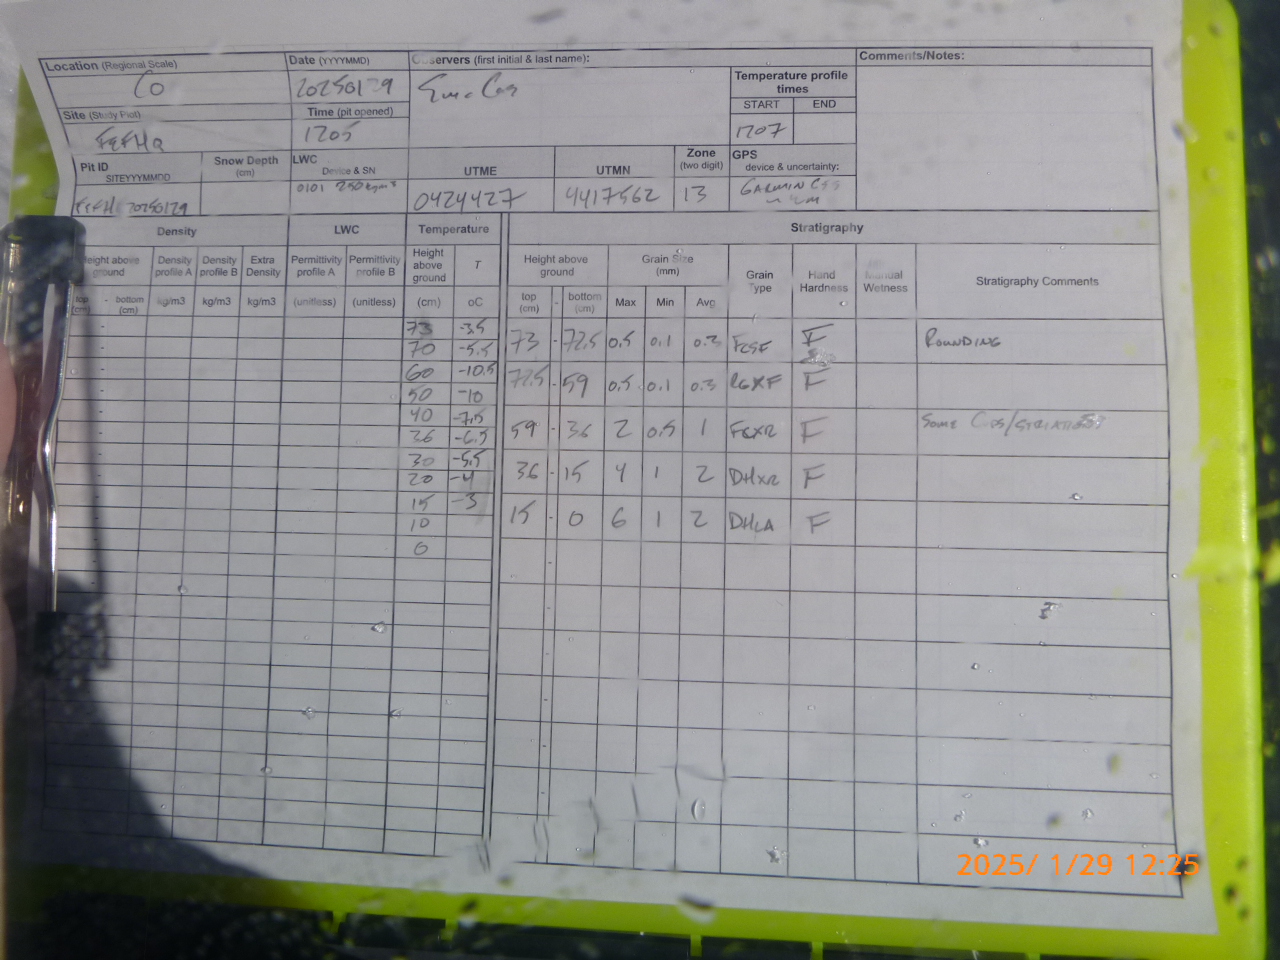 Location (Regional Scale) Date (YYYYMMDD) Observers (first initial & last name): Comments/Notes:
CO 20250129
Temperature profile times
START END
Site (Study Plot) Time (pit opened)
FEFHQ 1205 1207
Pit ID SITEYYYYMMDD Snow Depth (cm) LWC Device & SN UTME UTMN Zone (two digit) GPS device & uncertainty:
20250129 0101 0424427 4417562 13 GARMIN
Density LWC Temperature Stratigraphy
Height above ground Density profile A Density profile B Extra Density Permittivity profile A Permittivity profile B Height above ground T Height above ground Grain Size (mm) Grain Type Hand Hardness Manual Wetness Stratigraphy Comments
top (cm) - bottom (cm) kg/m3 kg/m3 kg/m3 (unitless) (unitless) (cm) oC top (cm) - bottom (cm) Max Min Avg
73 -3.5
70 -5.5
60 -10.5
50 -10
40 -7.5
36 -6.5
30 -5.5
20 -4
15 -3
10
0
73 - 72.5 0.5 0.1 0.3 F ROUNDING
72.5 - 59 0.5 0.1 0.3 RGXF F
59 - 36 2 0.5 1 FCXR F SOME
36 - 15 4 1 2 DHXR F
15 - 0 6 1 2 DHLA F
2025/ 1/29 12:25